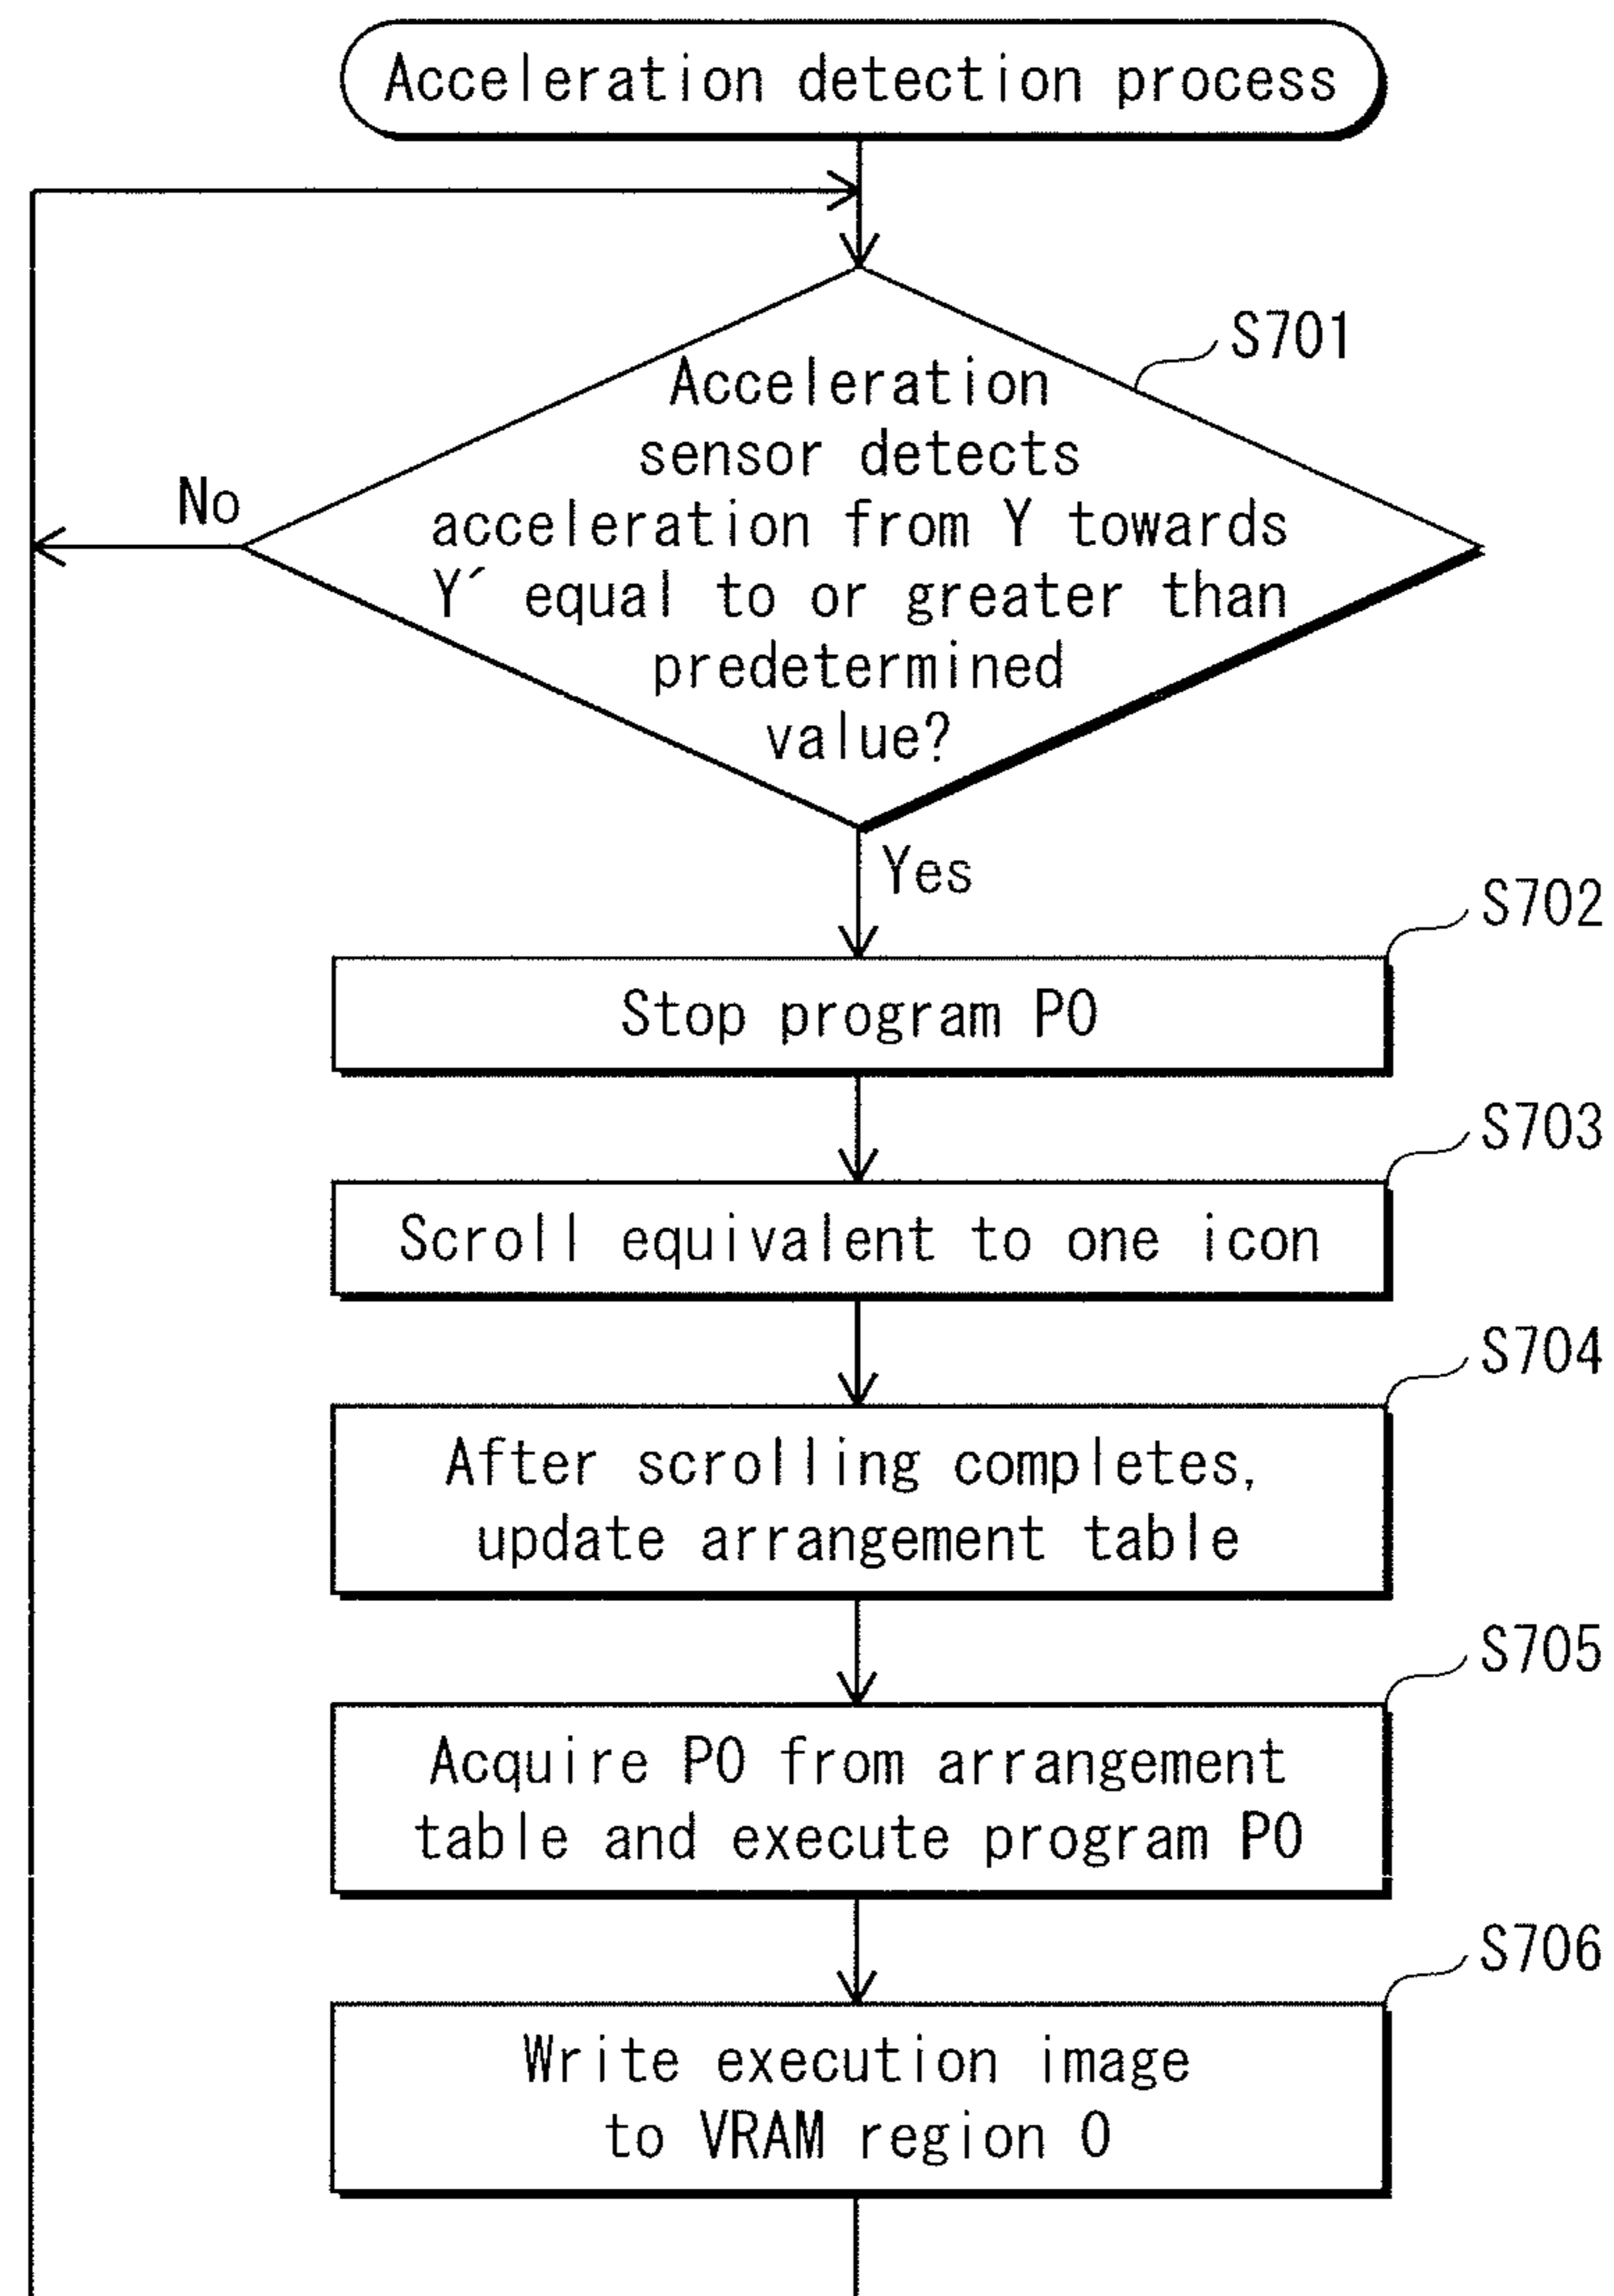 Acceleration detection process
S701
Acceleration
sensor detects
acceleration from Y towards
Y´ equal to or greater than
predetermined
value?
No
Yes
S702
Stop program P0
S703
Scroll equivalent to one icon
S704
After scrolling completes,
update arrangement table
S705
Acquire P0 from arrangement
table and execute program P0
S706
Write execution image
to VRAM region 0